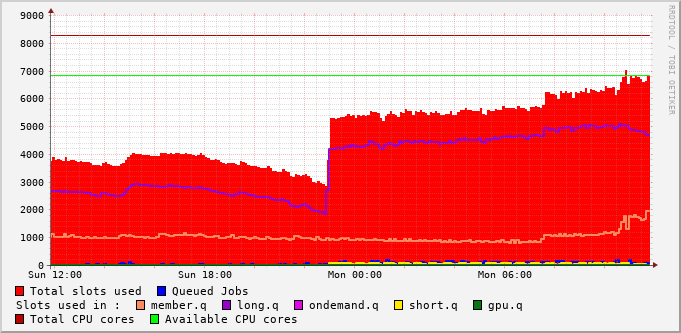 9000
8000
7000
6000
5000
4000
3000
2000
1000
0
Sun 12:00 Sun 18:00 Mon 00:00 Mon 06:00
Total slots used Queued Jobs
Slots used in : member.q long.q ondemand.q short.q gpu.q
Total CPU cores Available CPU cores
RRDTOOL / TOBI OETIKER